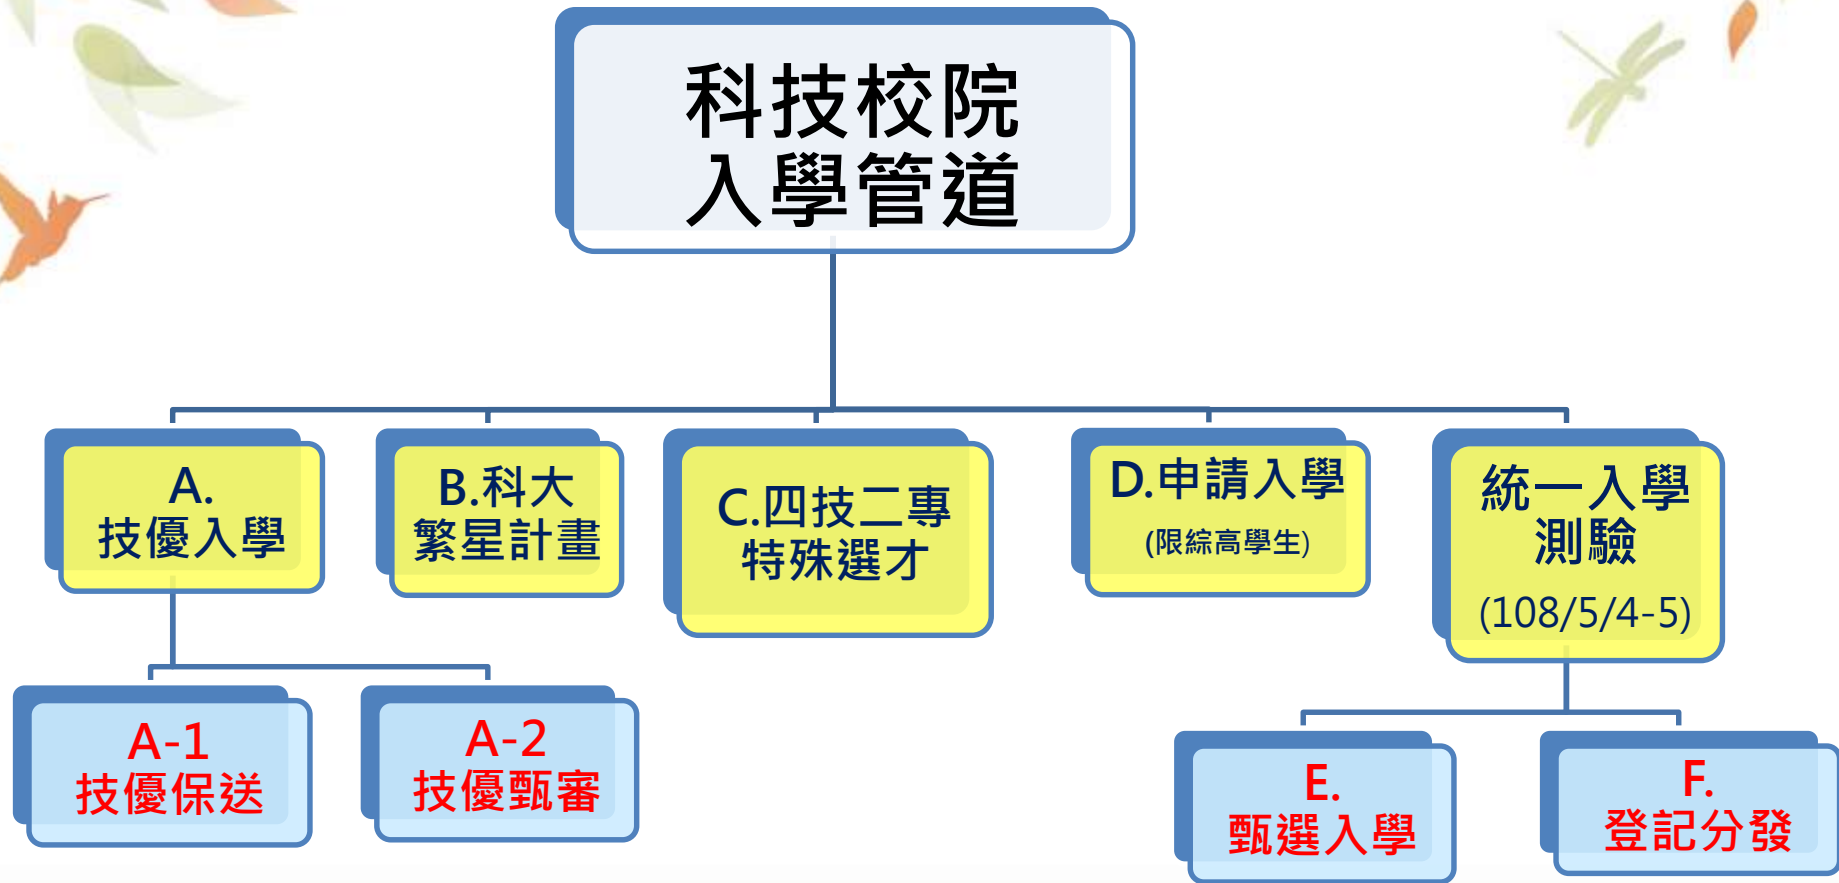 科技校院
入學管道
A.
技優入學
B.科大
繁星計畫
C.四技二專
特殊選才
D.申請入學
(限綜高學生)
統一入學
測驗
(108/5/4-5)
A-1
技優保送
A-2
技優甄審
E.
甄選入學
F.
登記分發